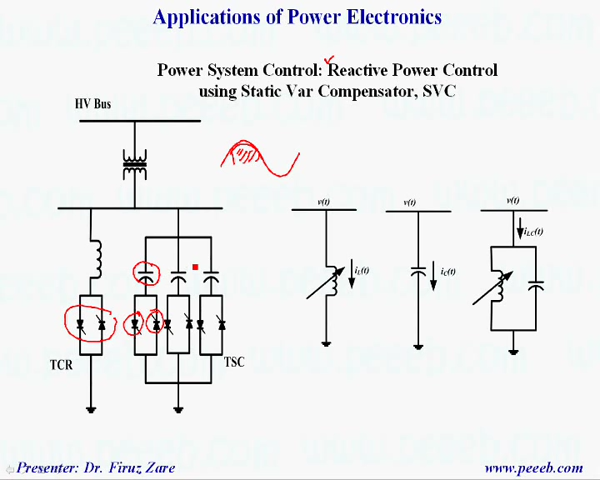 Applications of Power Electronics
Power System Control: Reactive Power Control
using Static Var Compensator, SVC
HV Bus
v(t)
v(t)
v(t)
iLC(t)
iL(t)
iC(t)
TCR
TSC
Presenter: Dr. Firuz Zare
www.peeeb.com